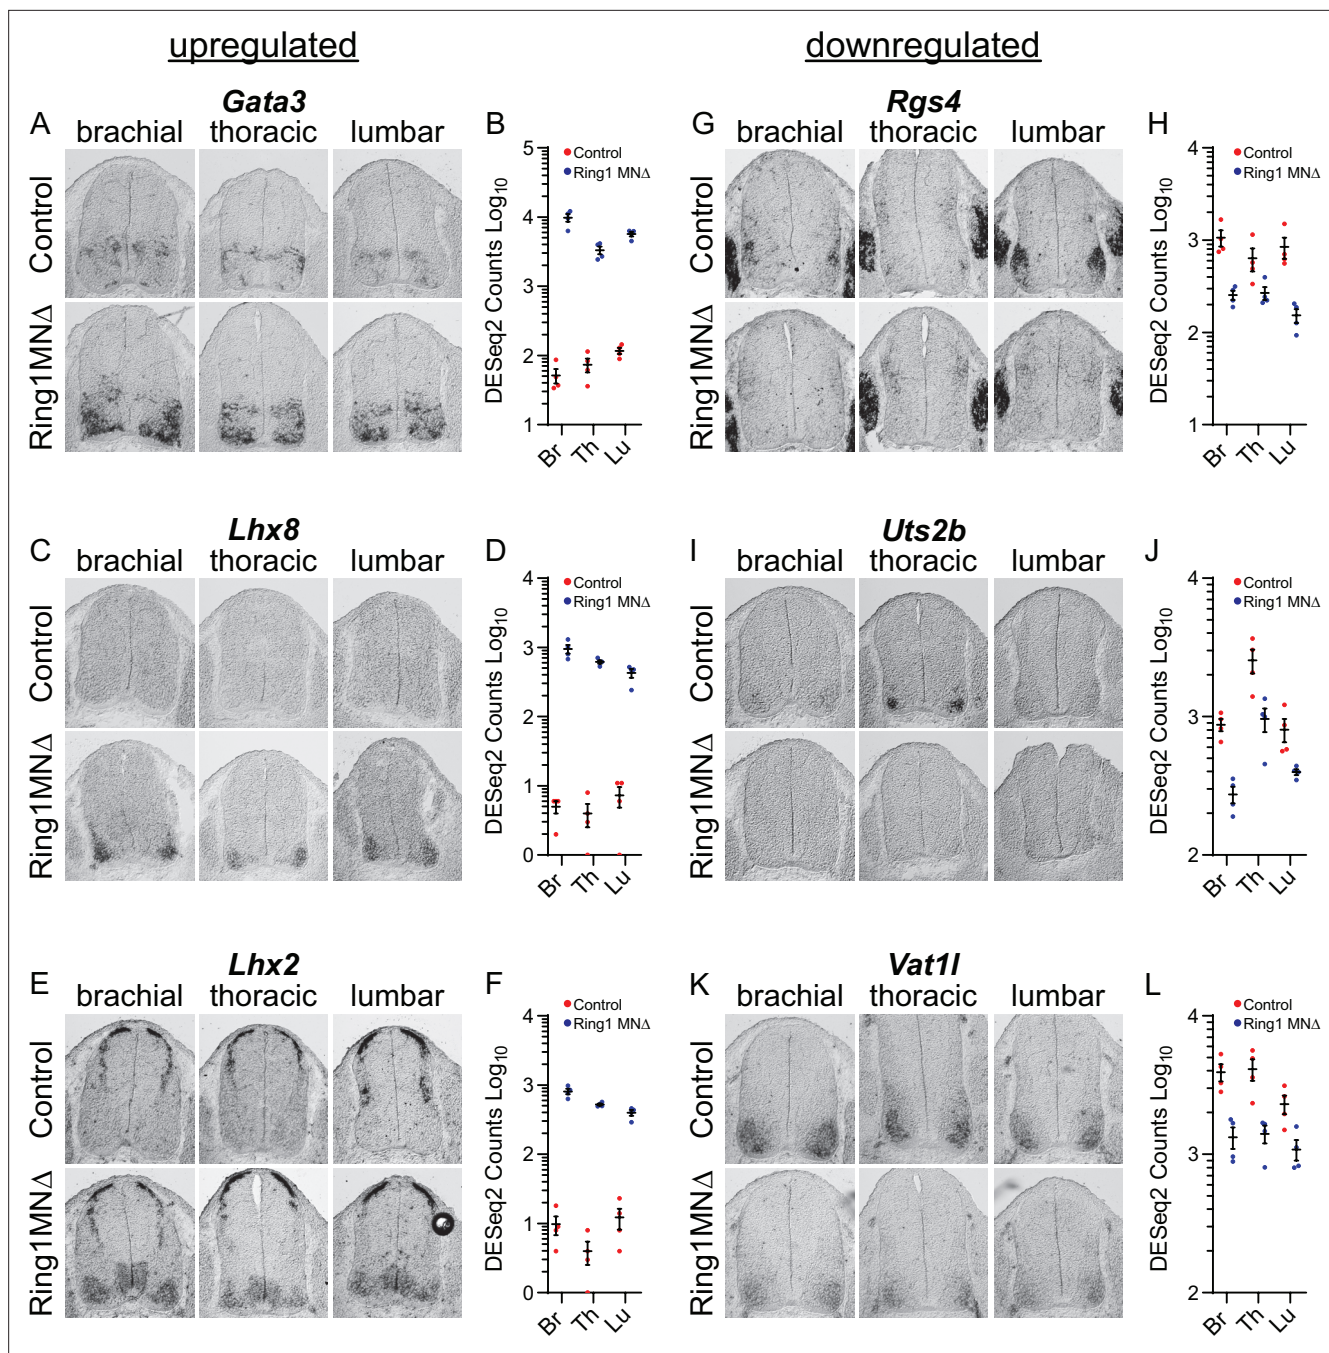 upregulated
downregulated
Gata3
A
brachial
thoracic
lumbar
Control
Ring1MNΔ
B
Control
Ring1 MNΔ
DESeq2 Counts Log10
5
4
3
2
1
Br
Th
Lu
Rgs4
G
brachial
thoracic
lumbar
Control
Ring1MNΔ
H
Control
Ring1 MNΔ
DESeq2 Counts Log10
4
3
2
1
Br
Th
Lu
Lhx8
C
brachial
thoracic
lumbar
Control
Ring1MNΔ
D
Control
Ring1 MNΔ
DESeq2 Counts Log10
4
3
2
1
0
Br
Th
Lu
Uts2b
I
brachial
thoracic
lumbar
Control
Ring1MNΔ
J
Control
Ring1 MNΔ
DESeq2 Counts Log10
4
3
2
Br
Th
Lu
Lhx2
E
brachial
thoracic
lumbar
Control
Ring1MNΔ
F
Control
Ring1 MNΔ
DESeq2 Counts Log10
4
3
2
1
0
Br
Th
Lu
Vat1l
K
brachial
thoracic
lumbar
Control
Ring1MNΔ
L
Control
Ring1 MNΔ
DESeq2 Counts Log10
4
3
2
Br
Th
Lu